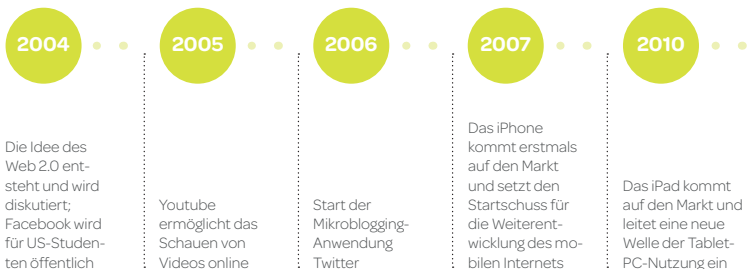 2004
2005
2006
2007
2010
Die Idee des
Web 2.0 ent-
steht und wird
diskutiert;
Facebook wird
für US-Studen-
ten öffentlich
Youtube
ermöglicht das
Schauen von
Videos online
Start der
Mikroblogging-
Anwendung
Twitter
Das iPhone
kommt erstmals
auf den Markt
und setzt den
Startschuss für
die Weiterent-
wicklung des mo-
bilen Internets
Das iPad kommt
auf den Markt und
leitet eine neue
Welle der Tablet-
PC-Nutzung ein